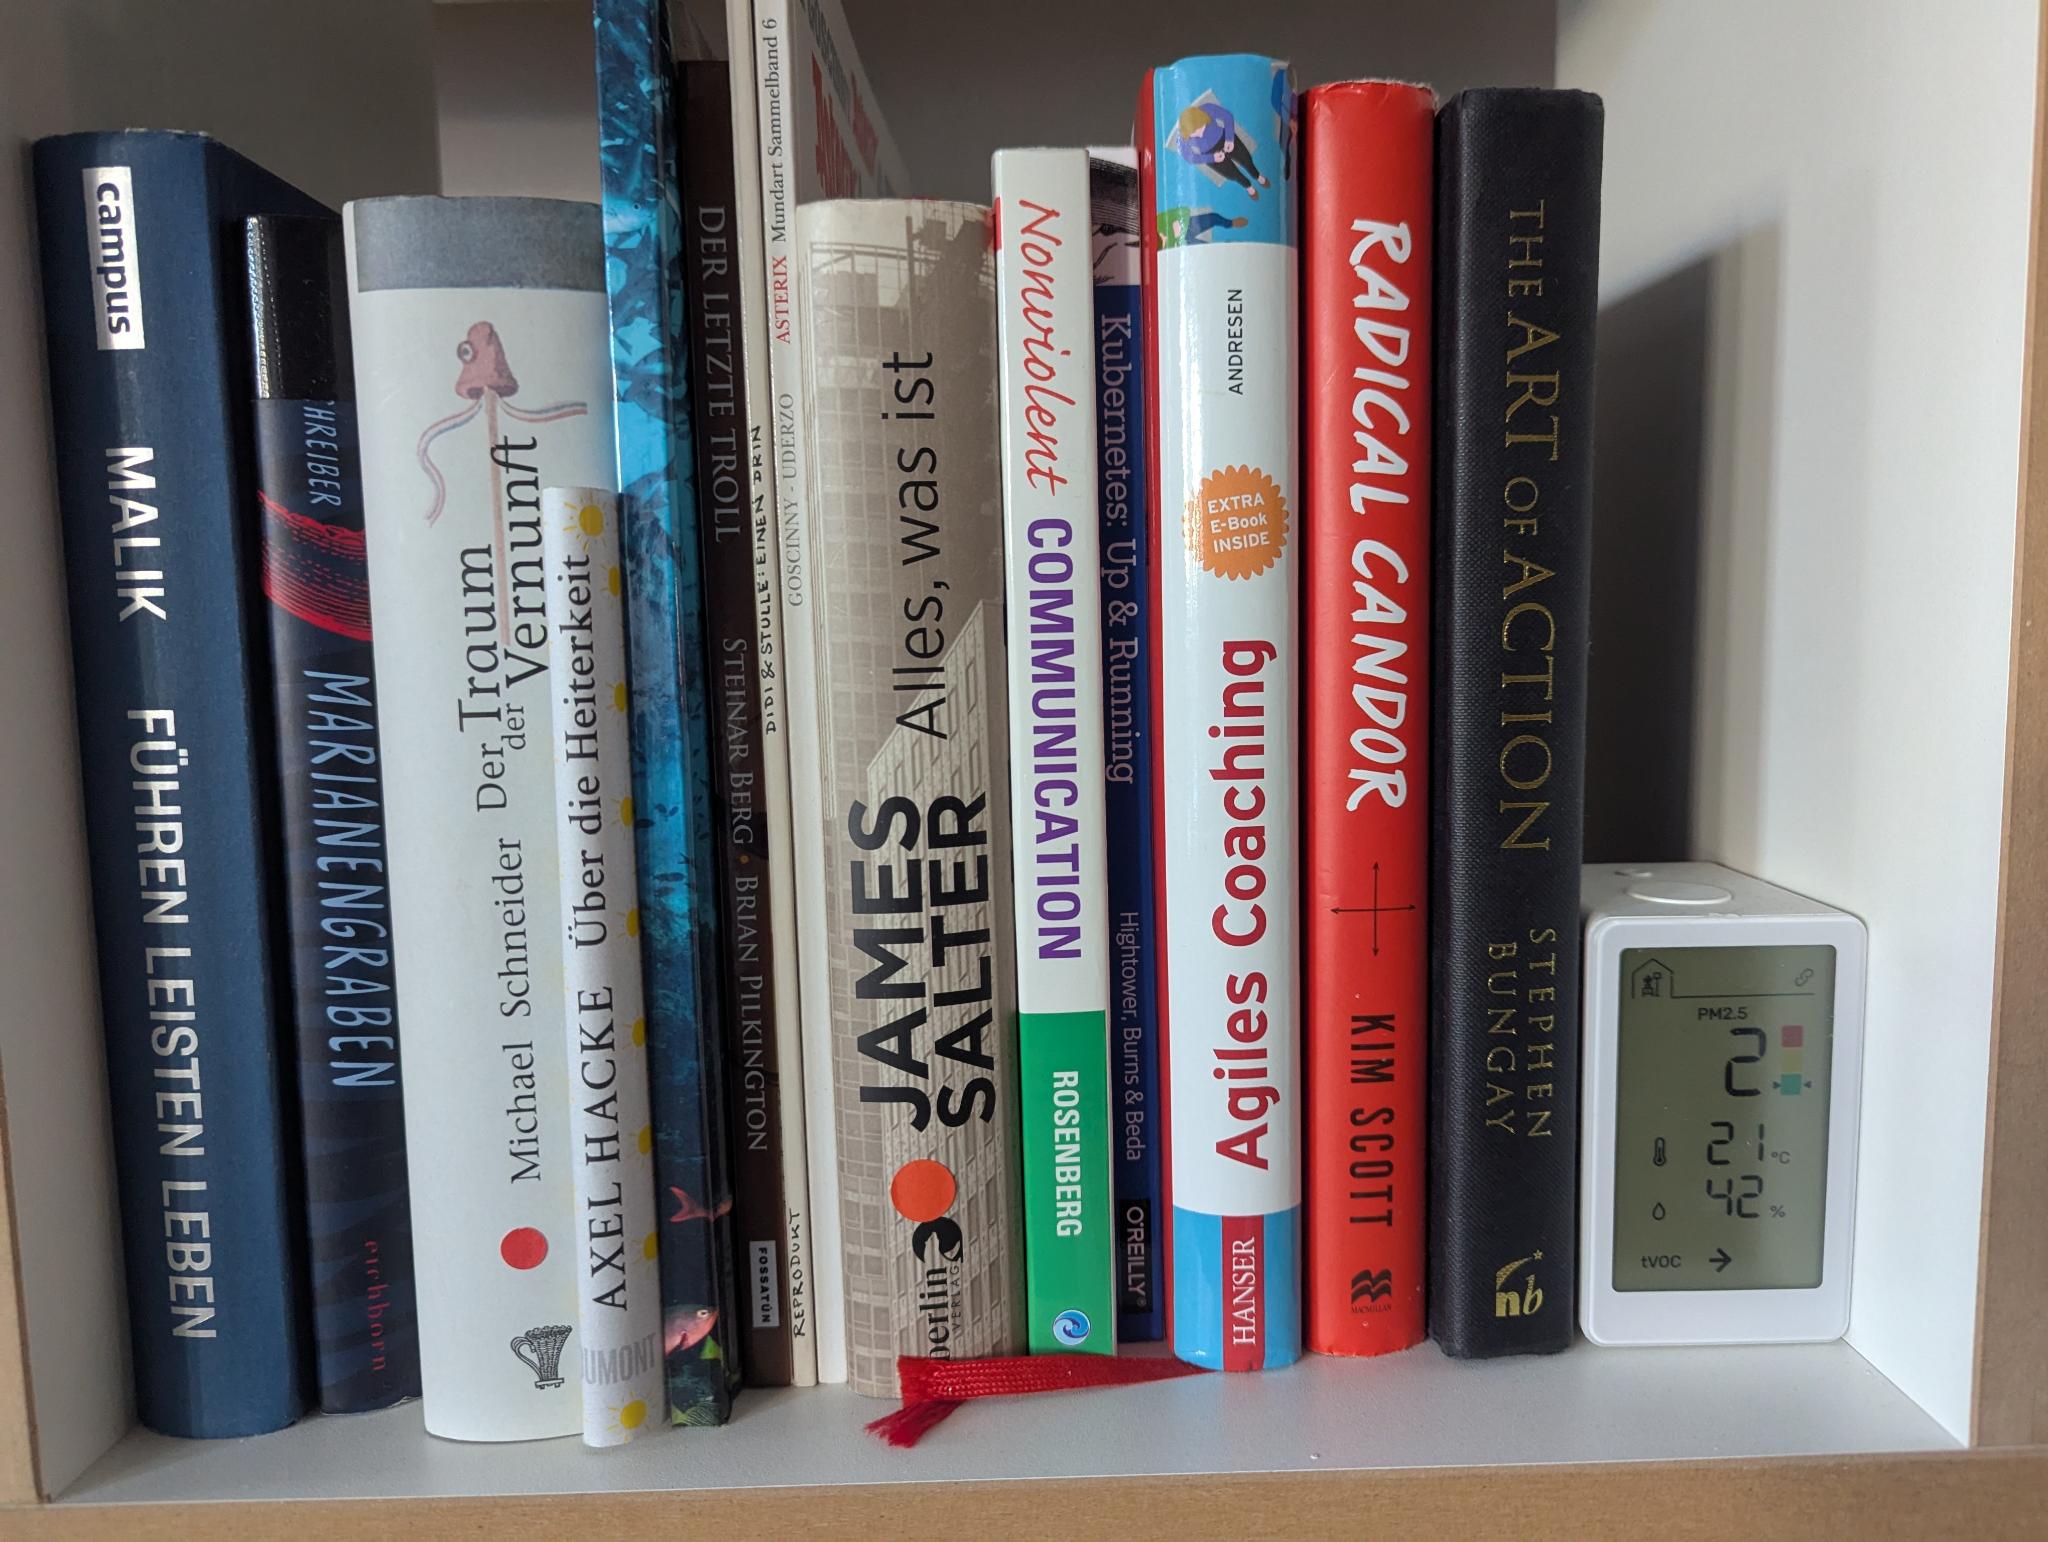 campus
MALIK
FÜHREN LEISTEN LEBEN
MARIANENGRABEN
eichborn
Michael Schneider
Der Traum
der Vernunft
AXEL HACKE
Über die Heiterkeit
DUMONT
DER LETZTE TROLL
STEINAR BERG • BRIAN PILKINGTON
FOSSATÚN
DIDI & STULLE: EINEN DRIN
REPRODUKT
ASTERIX Mundart Sammelband 6
GOSCINNY - UDERZO
JAMES
SALTER
Alles, was ist
berlin
VERLAG
Nonviolent
COMMUNICATION
ROSENBERG
Kubernetes: Up & Running
Hightower, Burns & Beda
O'REILLY®
ANDRESEN
EXTRA
E-Book
INSIDE
Agiles Coaching
HANSER
RADICAL CANDOR
KIM SCOTT
MACMILLAN
THE ART OF ACTION
STEPHEN
BUNGAY
nb
PM2.5
2
21 °C
42 %
tVOC →